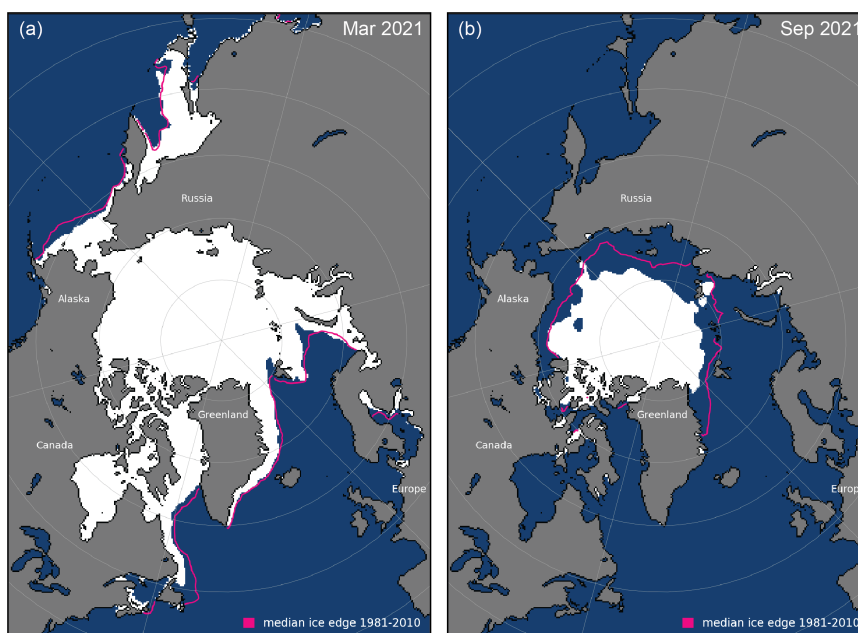 (a)
Mar 2021
Russia
Alaska
Greenland
Canada
Europe
median ice edge 1981-2010
(b)
Sep 2021
Russia
Alaska
Greenland
Canada
Europe
median ice edge 1981-2010